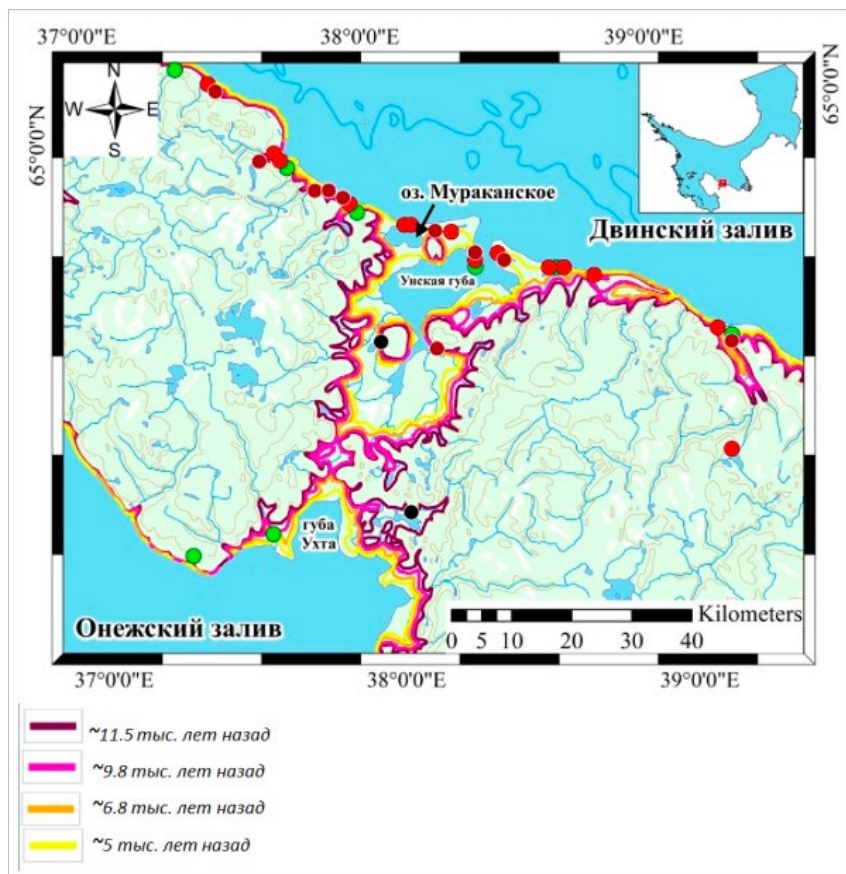 37°0'0"E 38°0'0"E 39°0'0"E
N
W E
S
65°0'0"N
65°0'0"N
оз. Мураканское
Двинский залив
Унская губа
губа
Ухта
Онежский залив
Kilometers
0 5 10 20 30 40
37°0'0"E 38°0'0"E 39°0'0"E
~11.5 тыс. лет назад
~9.8 тыс. лет назад
~6.8 тыс. лет назад
~5 тыс. лет назад